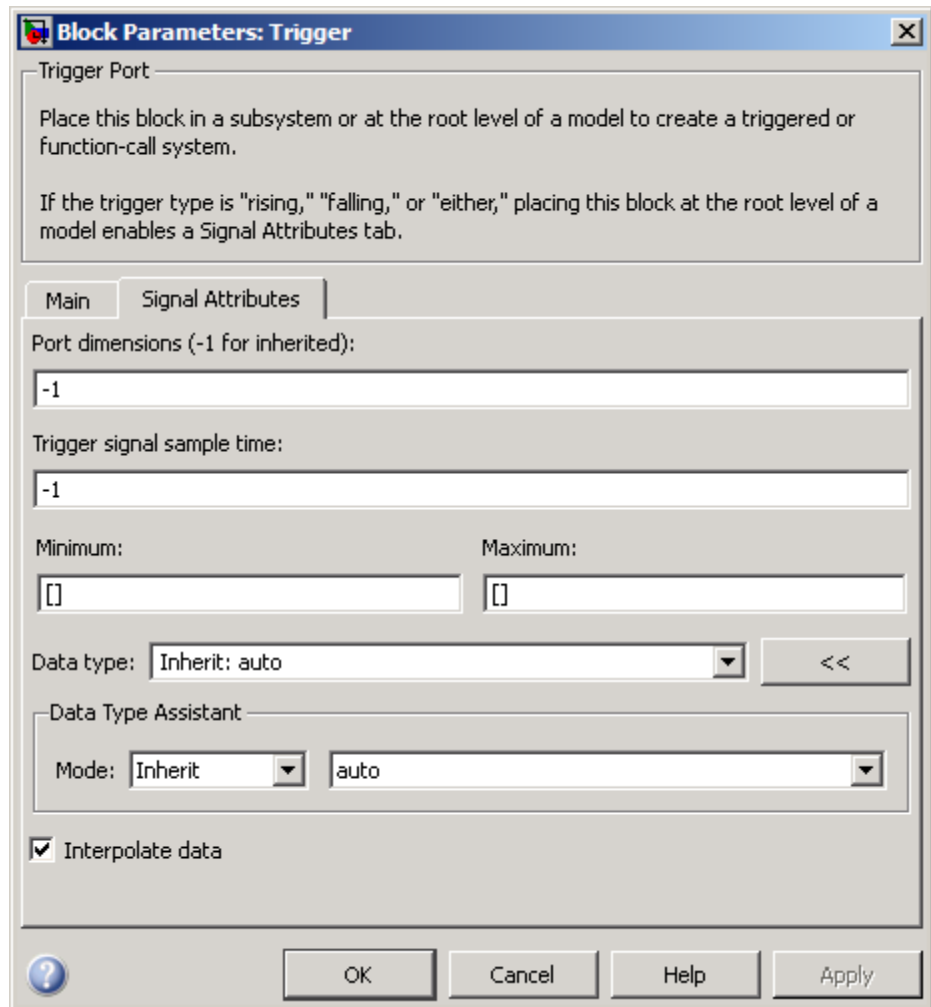 Block Parameters: Trigger
Trigger Port
Place this block in a subsystem or at the root level of a model to create a triggered or
function-call system.
If the trigger type is "rising," "falling," or "either," placing this block at the root level of a
model enables a Signal Attributes tab.
Main
Signal Attributes
Port dimensions (-1 for inherited):
-1
Trigger signal sample time:
-1
Minimum:
Maximum:
[]
[]
Data type:
Inherit: auto
<<
Data Type Assistant
Mode:
Inherit
auto
Interpolate data
OK
Cancel
Help
Apply